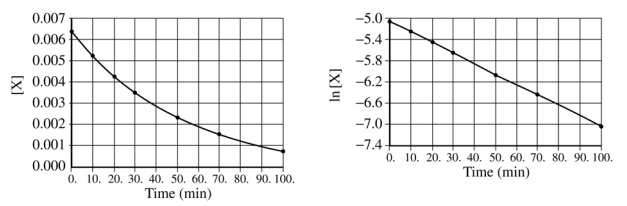 0.007
0.006
0.005
0.004
0.003
0.002
0.001
0.000
[X]
0. 10. 20. 30. 40. 50. 60. 70. 80. 90. 100.
Time (min)
−5.0
−5.4
−5.8
−6.2
−6.6
−7.0
−7.4
ln [X]
0. 10. 20. 30. 40. 50. 60. 70. 80. 90. 100.
Time (min)